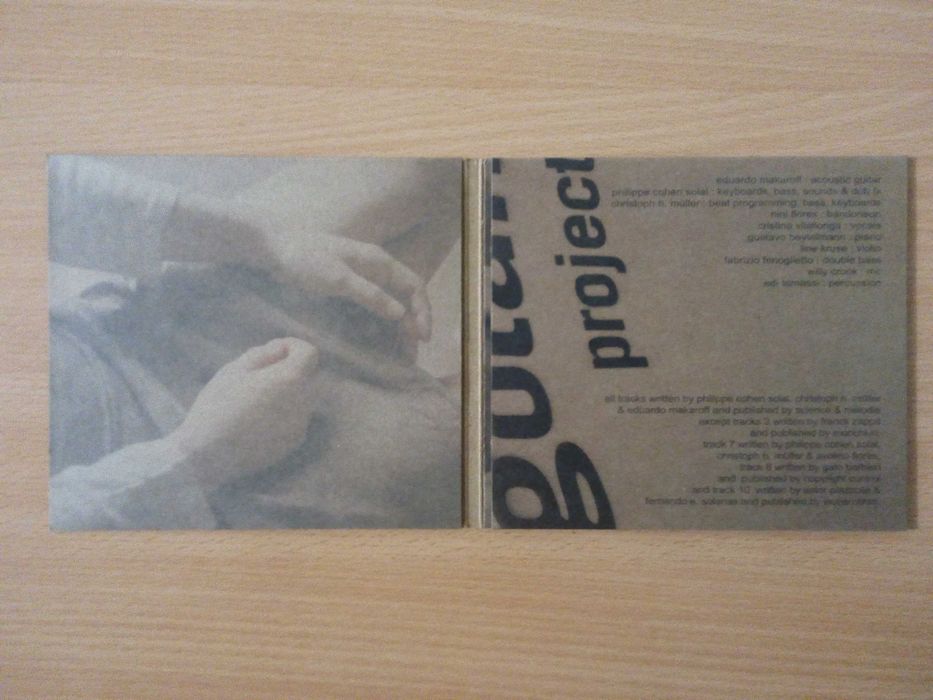 gotan
project
eduardo makaroff : acoustic guitar
philippe cohen solal : keyboards, bass, sounds & dub fx
christoph h. müller : beat programming, bass, keyboards
nini flores : bandoneon
cristina vilallonga : vocals
gustavo beytelmann : piano
line kruse : violin
fabrizio fenoglietto : double bass
willy crook : mc
edi tomassi : percussion
all tracks written by philippe cohen solal, christoph h. müller
& eduardo makaroff and published by science & melodie
except tracks 3 written by franck zappa
and published by
track 7 written by philippe cohen solal,
christoph h. müller & avelino flores,
track 8 written by gato barbieri
and published by copyright control
and track 10 written by astor piazzolla &
fernando e. solanas and published by